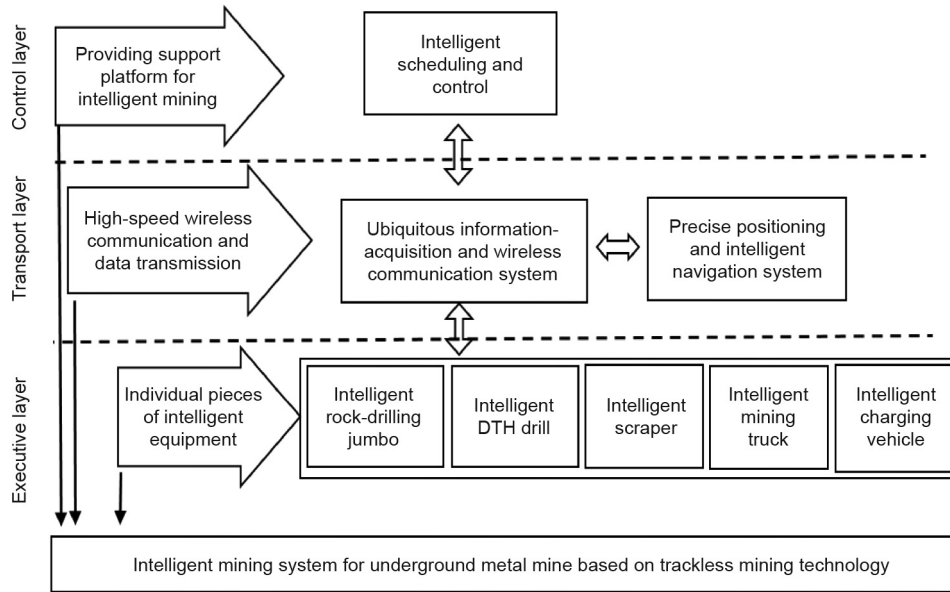 Control layer
Providing support
platform for
intelligent mining
Intelligent
scheduling and
control
Transport layer
High-speed wireless
communication and
data transmission
Ubiquitous information-
acquisition and wireless
communication system
Precise positioning
and intelligent
navigation system
Executive layer
Individual pieces
of intelligent
equipment
Intelligent
rock-drilling
jumbo
Intelligent
DTH drill
Intelligent
scraper
Intelligent
mining
truck
Intelligent
charging
vehicle
Intelligent mining system for underground metal mine based on trackless mining technology